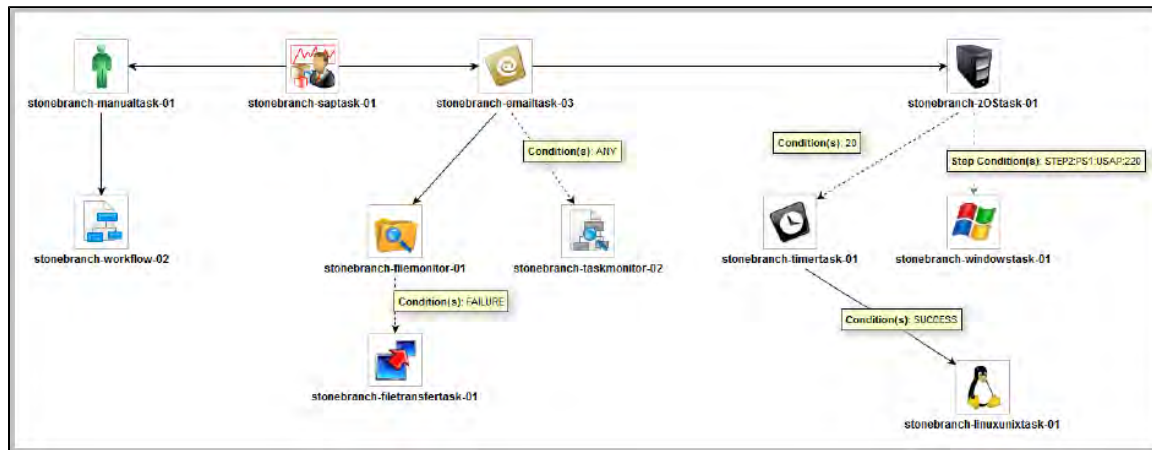 stonebranch-manualtask-01
stonebranch-saptask-01
stonebranch-emailtask-03
stonebranch-zOStask-01
Condition(s): ANY
Condition(s): 20
Step Condition(s): STEP2:PS1:USAP:220
stonebranch-workflow-02
stonebranch-filemonitor-01
stonebranch-taskmonitor-02
stonebranch-timertask-01
stonebranch-windowstask-01
Condition(s): FAILURE
Condition(s): SUCCESS
stonebranch-filetransfertask-01
stonebranch-linuxunixtask-01